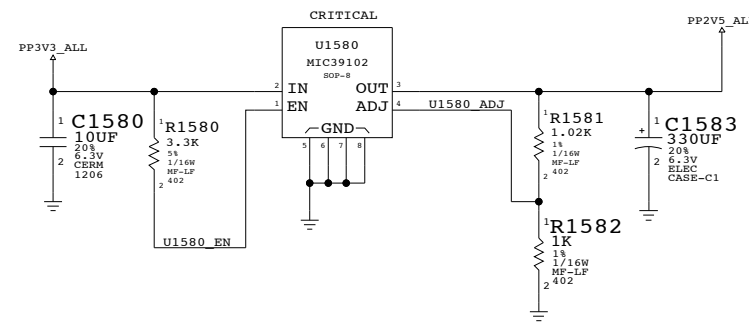 CRITICAL
PP3V3_ALL
PP2V5_AL
U1580
MIC39102
SOP-8
2 IN OUT 3
1 EN ADJ 4
GND
5 6 7 8
U1580_ADJ
1 C1580
10UF
20%
6.3V
2 CERM
1206
1 R1580
3.3K
5%
1/16W
MF-LF
2 402
U1580_EN
1 R1581
1.02K
1%
1/16W
MF-LF
2 402
1 C1583
+ 330UF
20%
6.3V
2 ELEC
CASE-C1
1 R1582
1K
1%
1/16W
MF-LF
2 402